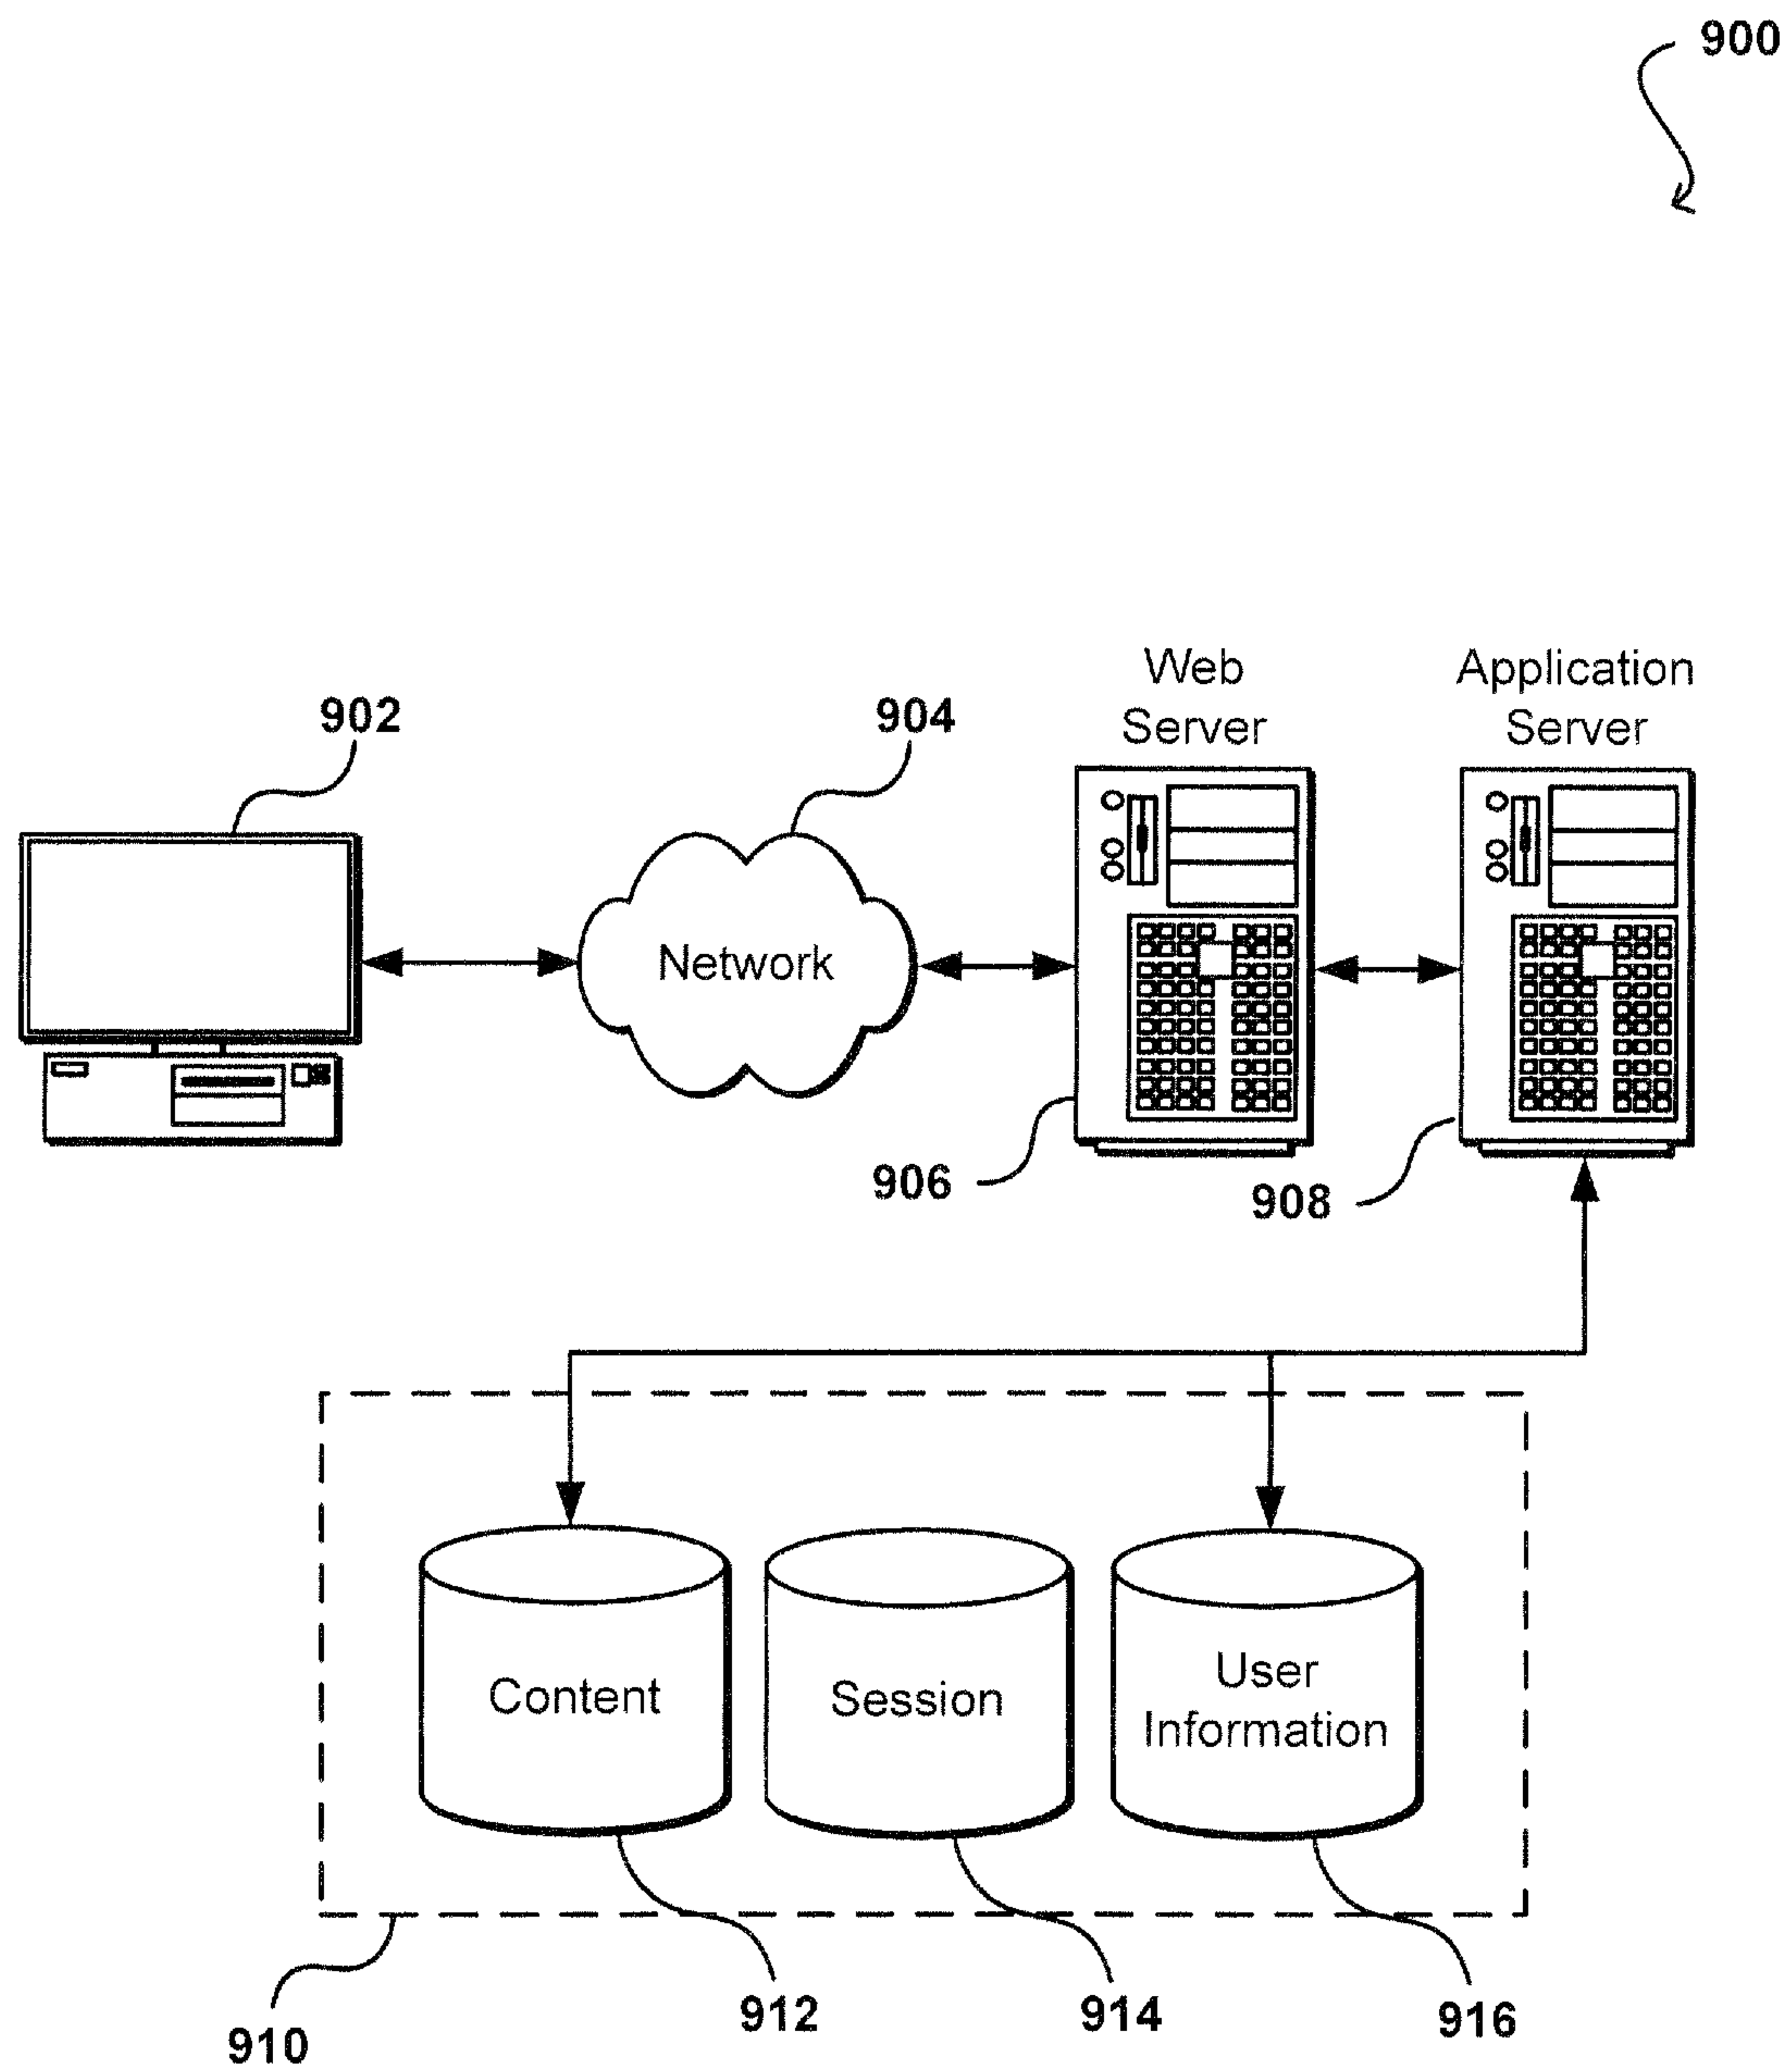 900
Web
Server
Application
Server
902
904
Network
906
908
Content
Session
User
Information
912
914
916
910